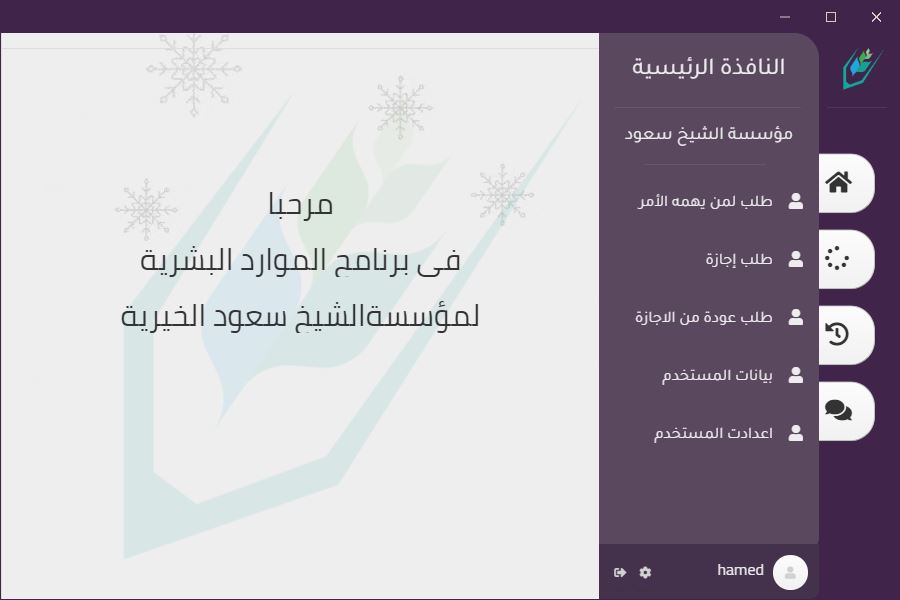 النافذة الرئيسية
مؤسسة الشيخ سعود
طلب لمن يهمه الأمر
طلب إجازة
طلب عودة من الاجازة
بيانات المستخدم
اعدادت المستخدم
hamed
مرحبا
في برنامج الموارد البشرية
لمؤسسةالشيخ سعود الخيرية